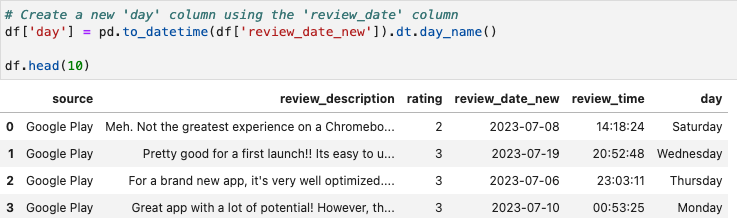 # Create a new 'day' column using the 'review_date' column
df['day'] = pd.to_datetime(df['review_date_new']).dt.day_name()
df.head(10)
source review_description rating review_date_new review_time day
0 Google Play Meh. Not the greatest experience on a Chromebo... 2 2023-07-08 14:18:24 Saturday
1 Google Play Pretty good for a first launch!! Its easy to u... 3 2023-07-19 20:52:48 Wednesday
2 Google Play For a brand new app, it's very well optimized.... 3 2023-07-06 23:03:11 Thursday
3 Google Play Great app with a lot of potential! However, th... 3 2023-07-10 00:53:25 Monday